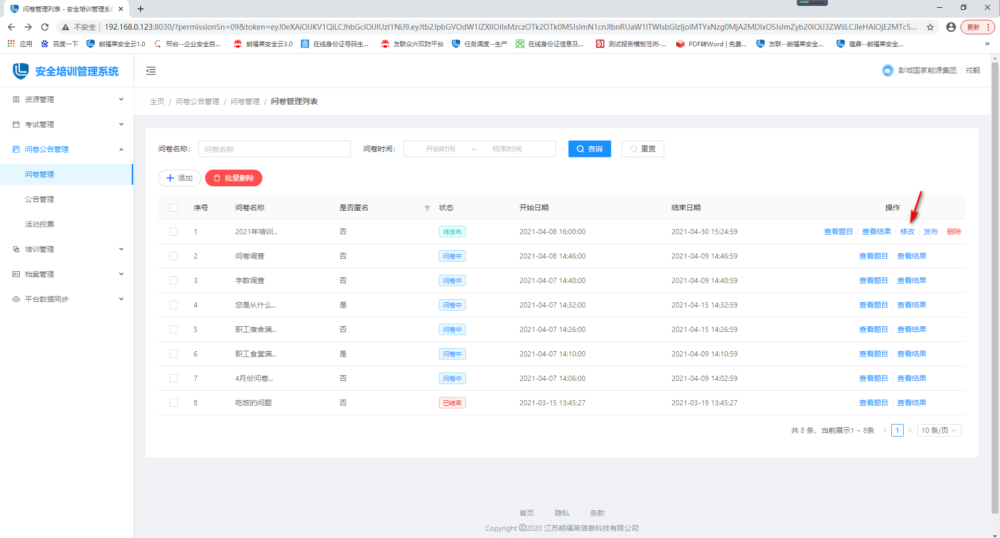 问卷管理列表 - 安全培训管理系统
不安全 192.168.0.123:8030/?permissionSn=09&token=
应用 百度一下 朗福莱安全云1.0 邢台--企业安全自... 朗福莱安全云3.0 在线身份证号码生... 友联众兴双防平台 任务调度--生产 在线身份证信息及... 测试报告模板范例-... PDF转Word | 免费... 友联--朗福莱安全... 蕴鼎--朗福莱安全... »
更新
安全培训管理系统
彭城国家能源集团 戎靓
主页 / 问卷公告管理 / 问卷管理 / 问卷管理列表
资源管理
考试管理
问卷公告管理
问卷管理
公告管理
活动投票
培训管理
档案管理
平台数据同步
问卷名称： 问卷名称 问卷时间： 开始时间 ~ 结束时间 查询 重置
添加 批量删除
序号 问卷名称 是否匿名 状态 开始日期 结束日期 操作
1 2021年培训... 否 待发布 2021-04-08 16:00:00 2021-04-30 15:24:59 查看题目 查看结果 修改 发布 删除
2 问卷调查 否 问卷中 2021-04-08 14:46:00 2021-04-09 14:46:59 查看题目 查看结果
3 字数调查 否 问卷中 2021-04-07 14:40:00 2021-04-09 14:40:59 查看题目 查看结果
4 您是从什么... 是 问卷中 2021-04-07 14:32:00 2021-04-15 14:32:59 查看题目 查看结果
5 职工宿舍满... 否 问卷中 2021-04-07 14:26:00 2021-04-15 14:26:59 查看题目 查看结果
6 职工食堂满... 是 问卷中 2021-04-07 14:10:00 2021-04-09 14:10:59 查看题目 查看结果
7 4月份问卷... 否 问卷中 2021-04-07 14:06:00 2021-04-09 14:02:59 查看题目 查看结果
8 吃饭的问题 否 已结束 2021-03-15 13:45:27 2021-03-19 13:45:27 查看题目 查看结果
共 8 条，当前展示1 ~ 8条 < 1 > 10 条/页
首页 隐私 条款
Copyright ©2020 江苏朗福莱信息科技有限公司